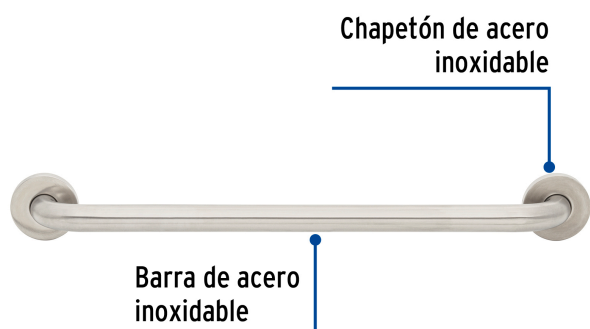 Chapetón de acero
inoxidable
Barra de acero
inoxidable